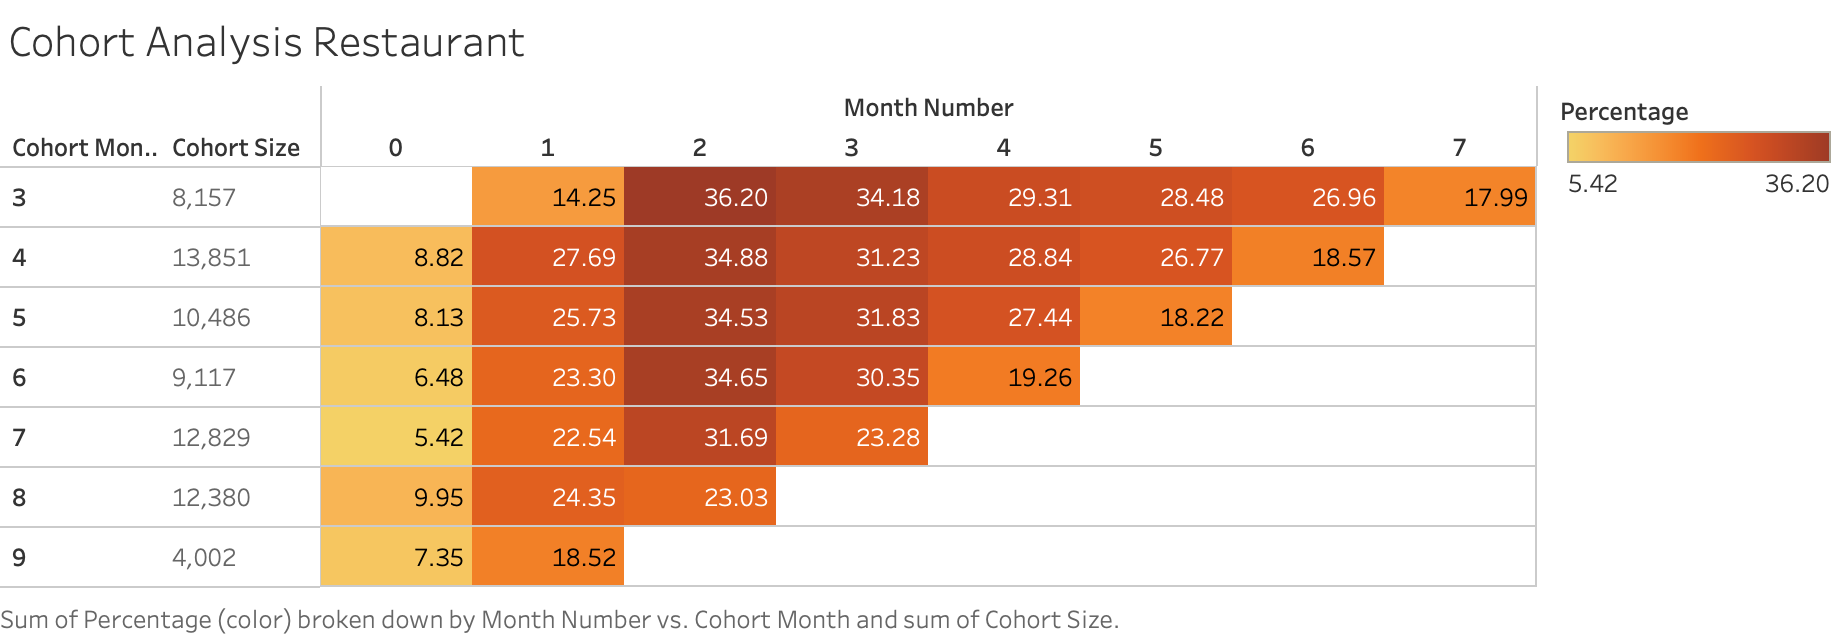 Cohort Analysis Restaurant
Month Number
Percentage
Cohort Mon.. Cohort Size 0 1 2 3 4 5 6 7
5.42 36.20
3 8,157 14.25 36.20 34.18 29.31 28.48 26.96 17.99
4 13,851 8.82 27.69 34.88 31.23 28.84 26.77 18.57
5 10,486 8.13 25.73 34.53 31.83 27.44 18.22
6 9,117 6.48 23.30 34.65 30.35 19.26
7 12,829 5.42 22.54 31.69 23.28
8 12,380 9.95 24.35 23.03
9 4,002 7.35 18.52
Sum of Percentage (color) broken down by Month Number vs. Cohort Month and sum of Cohort Size.